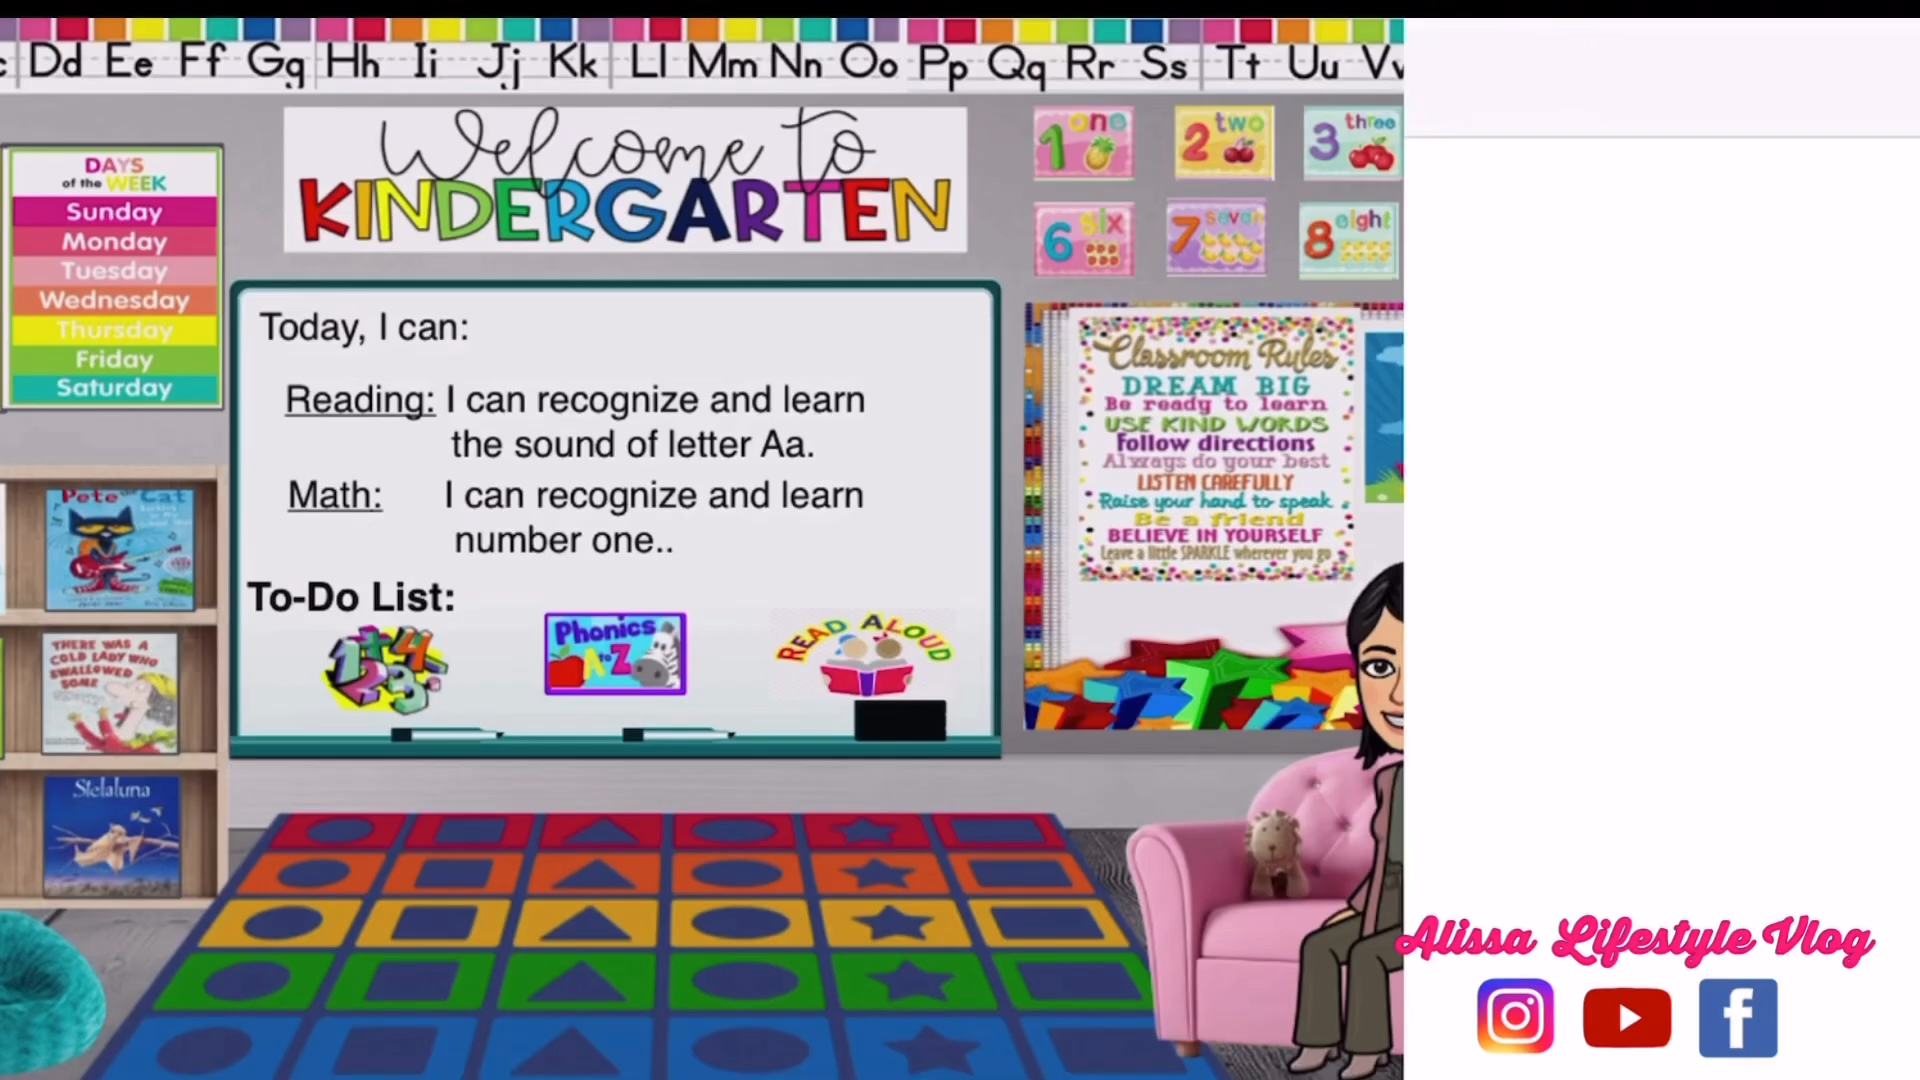 Dd Ee Ff Gg Hh Ii Jj Kk Ll Mm Nn Oo Pp Qq Rr Ss Tt Uu Vv
Welcome to
KINDERGARTEN
one
1
two
2
three
3
six
6
seven
7
eight
8
DAYS
of the WEEK
Sunday
Monday
Tuesday
Wednesday
Thursday
Friday
Saturday
Today, I can:
Reading: I can recognize and learn
the sound of letter Aa.
Math: I can recognize and learn
number one..
To-Do List:
1 + 4
2 3
Phonics
A to Z
READ ALOUD
Classroom Rules
DREAM BIG
Be ready to learn
USE KIND WORDS
Follow directions
Always do your best
LISTEN CAREFULLY
Raise your hand to speak
Be a friend
BELIEVE IN YOURSELF
Leave a little SPARKLE wherever you go
Pete the Cat
THERE WAS A
COLD LADY WHO
SWALLOWED
SOME
Stelaluna
Alissa Lifestyle Vlog
f